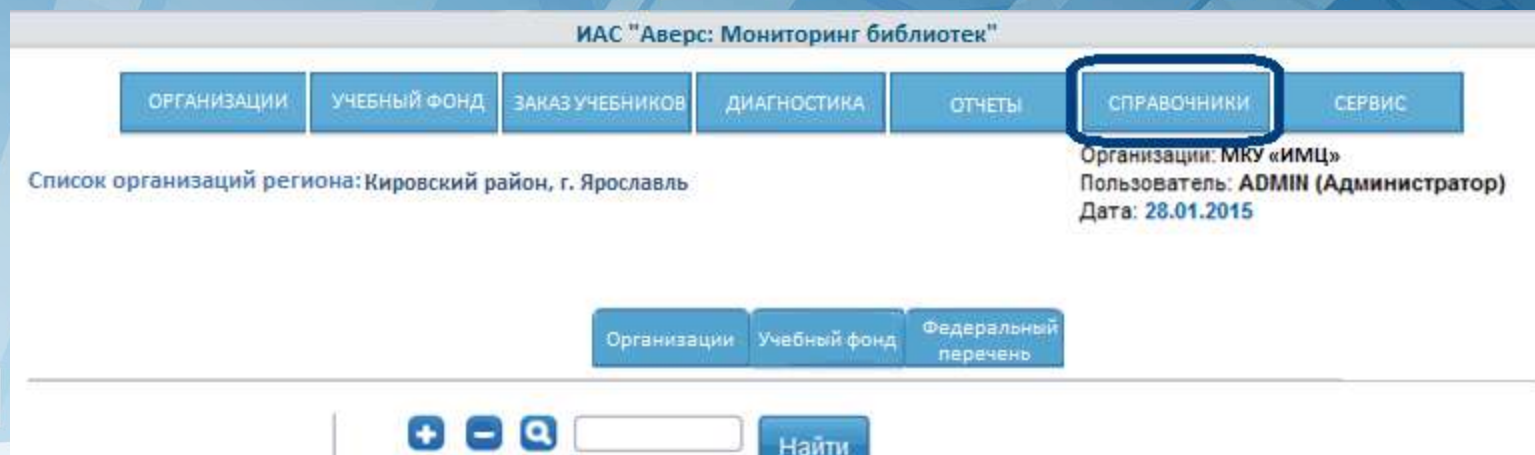 ИАС "Аверс: Мониторинг библиотек"
ОРГАНИЗАЦИИ УЧЕБНЫЙ ФОНД ЗАКАЗ УЧЕБНИКОВ ДИАГНОСТИКА ОТЧЕТЫ СПРАВОЧНИКИ СЕРВИС
Организации: МКУ «ИМЦ»
Список организаций региона: Кировский район, г. Ярославль
Пользователь: ADMIN (Администратор)
Дата: 28.01.2015
Организации Учебный фонд Федеральный
перечень
Найти